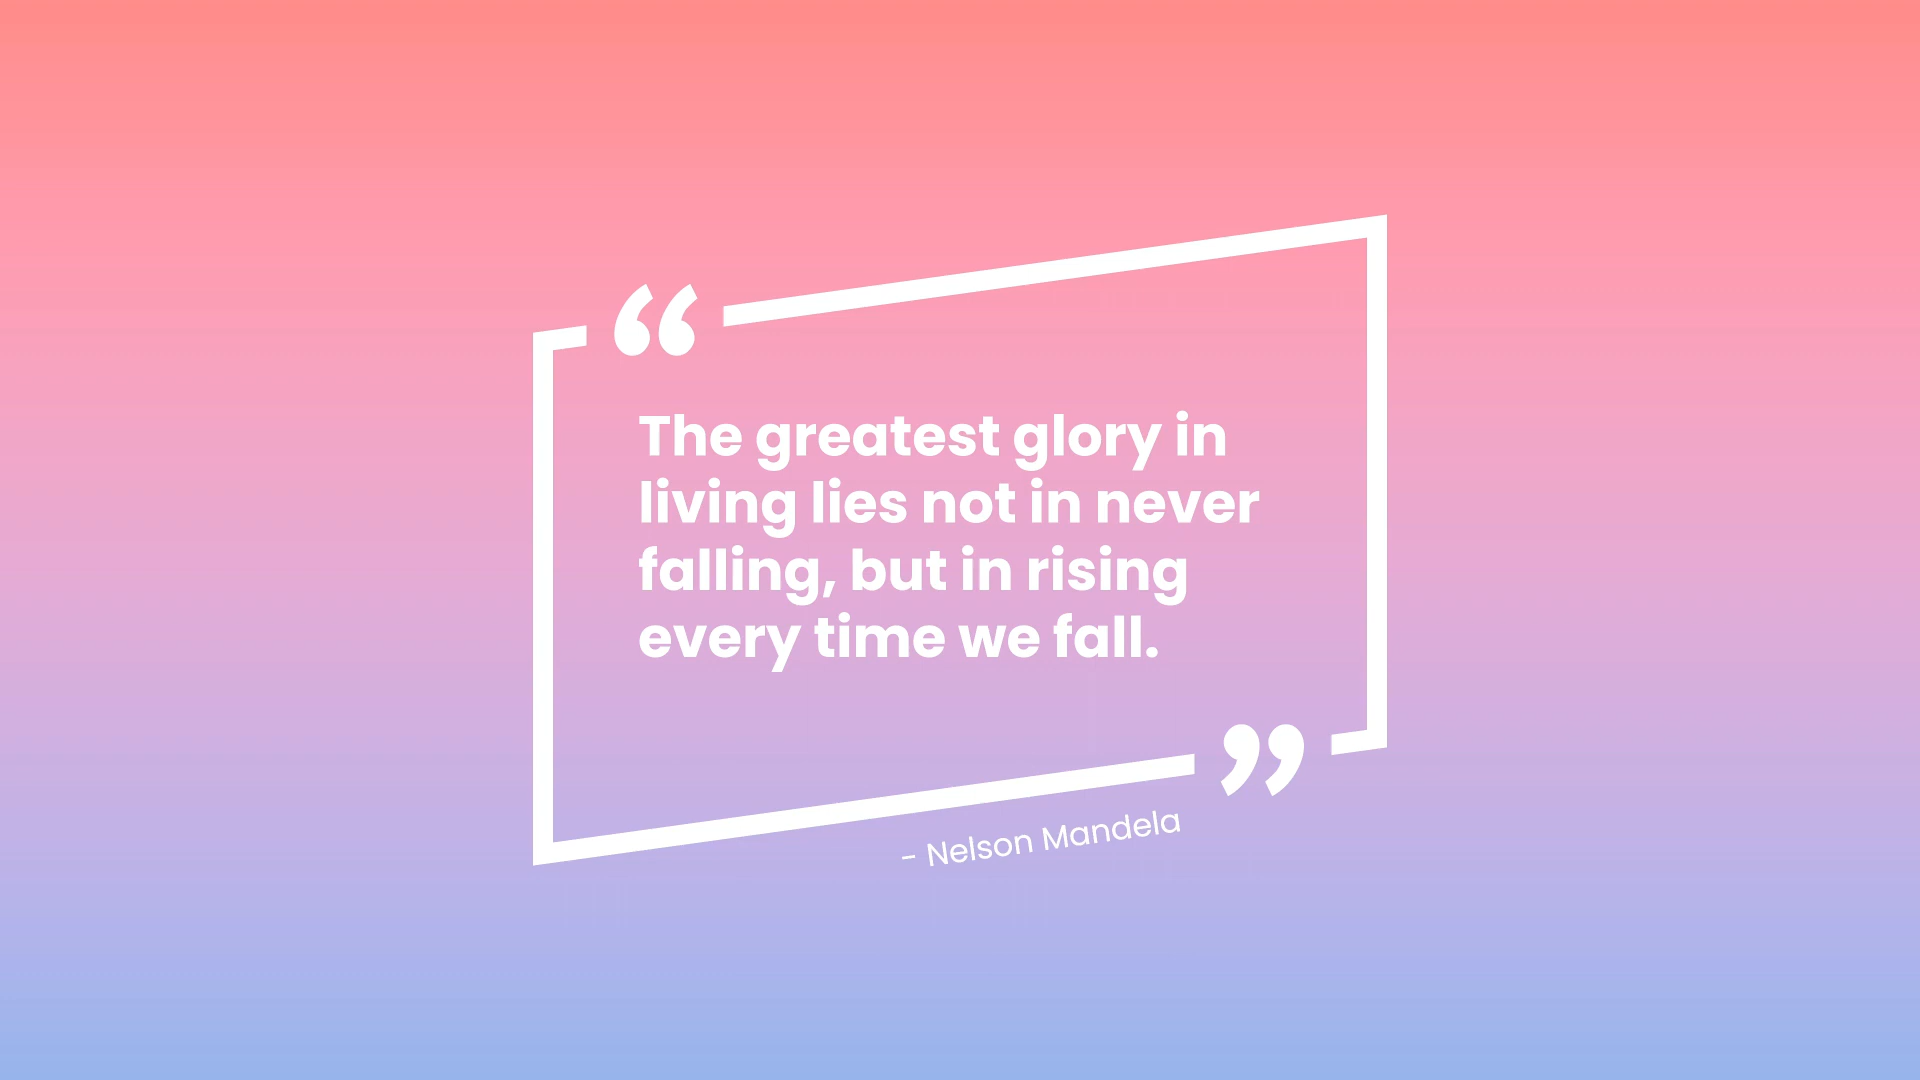 “
The greatest glory in
living lies not in never
falling, but in rising
every time we fall.
”
- Nelson Mandela